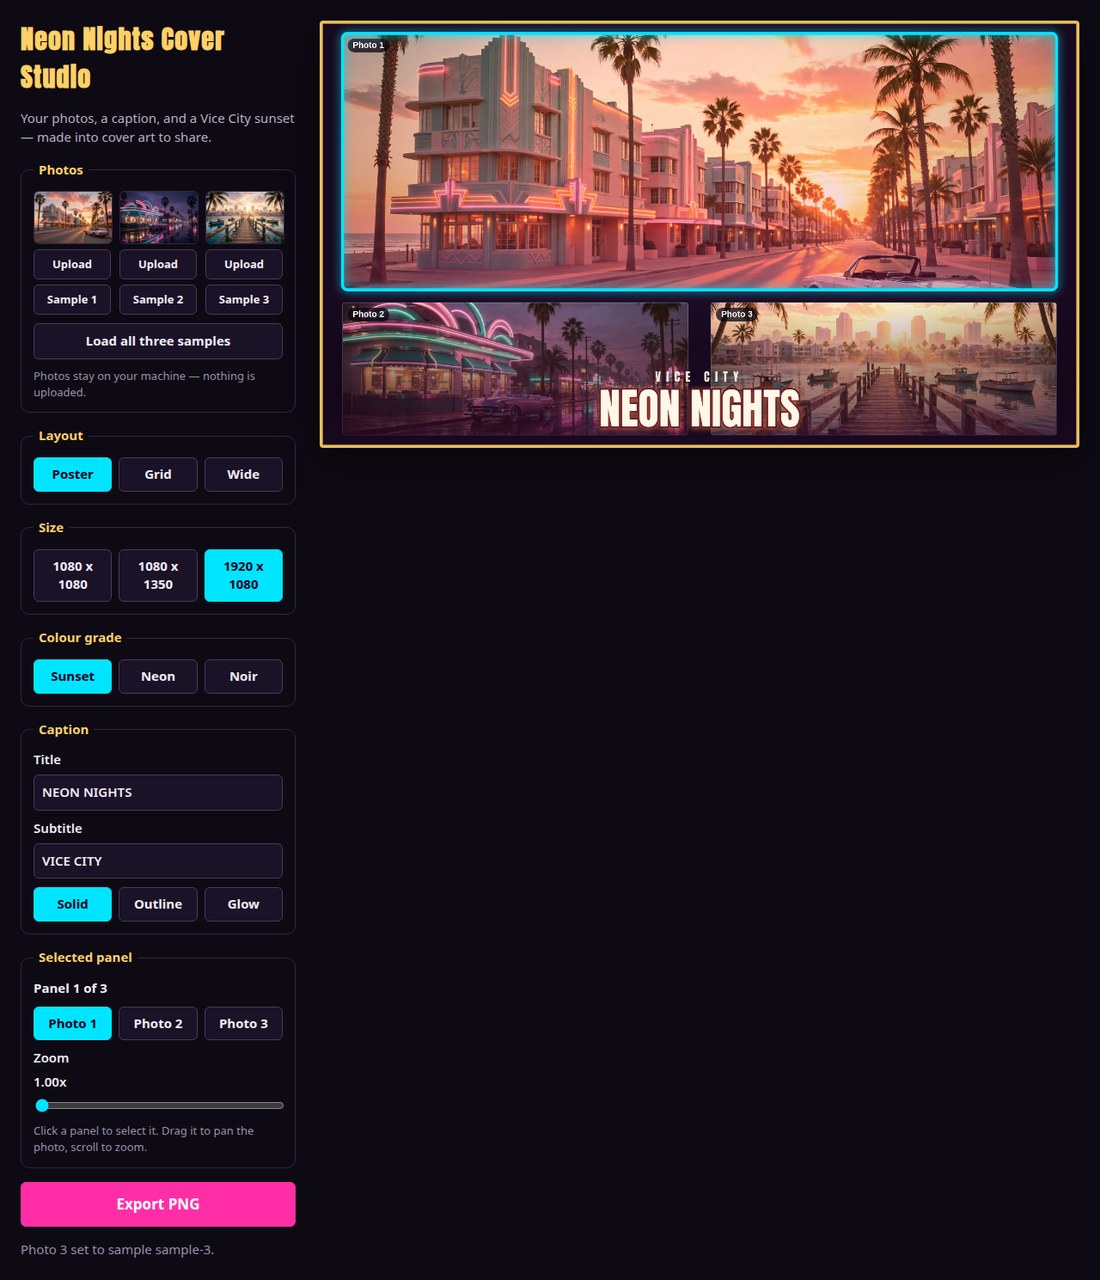 Neon Nights Cover
Studio
Your photos, a caption, and a Vice City sunset
— made into cover art to share.
Photos
Upload
Upload
Upload
Sample 1
Sample 2
Sample 3
Load all three samples
Photos stay on your machine — nothing is
uploaded.
Layout
Poster
Grid
Wide
Size
1080 x
1080
1080 x
1350
1920 x
1080
Colour grade
Sunset
Neon
Noir
Caption
Title
NEON NIGHTS
Subtitle
VICE CITY
Solid
Outline
Glow
Selected panel
Panel 1 of 3
Photo 1
Photo 2
Photo 3
Zoom
1.00x
Click a panel to select it. Drag it to pan the
photo, scroll to zoom.
Export PNG
Photo 3 set to sample sample-3.
Photo 1
Photo 2
Photo 3
VICE CITY
NEON NIGHTS